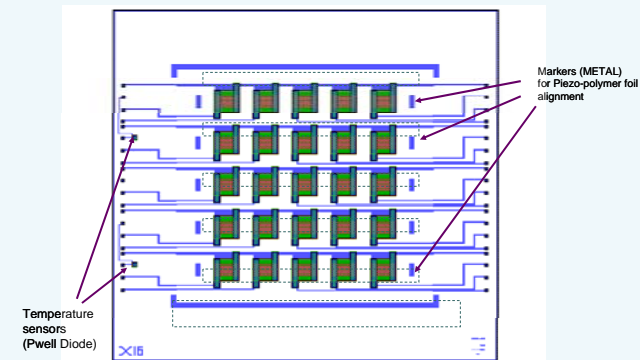 Markers (METAL)
for Piezo-polymer foil
alignment
Temperature
sensors
(Pwell Diode)
X16